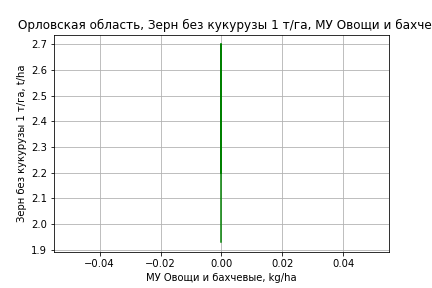 Орловская область, Зерн без кукурузы 1 т/га, МУ Овощи и бахче
2.7
2.6
2.5
2.4
2.3
2.2
2.1
2.0
1.9
Зерн без кукурузы 1 т/га, t/ha
−0.04 −0.02 0.00 0.02 0.04
МУ Овощи и бахчевые, kg/ha